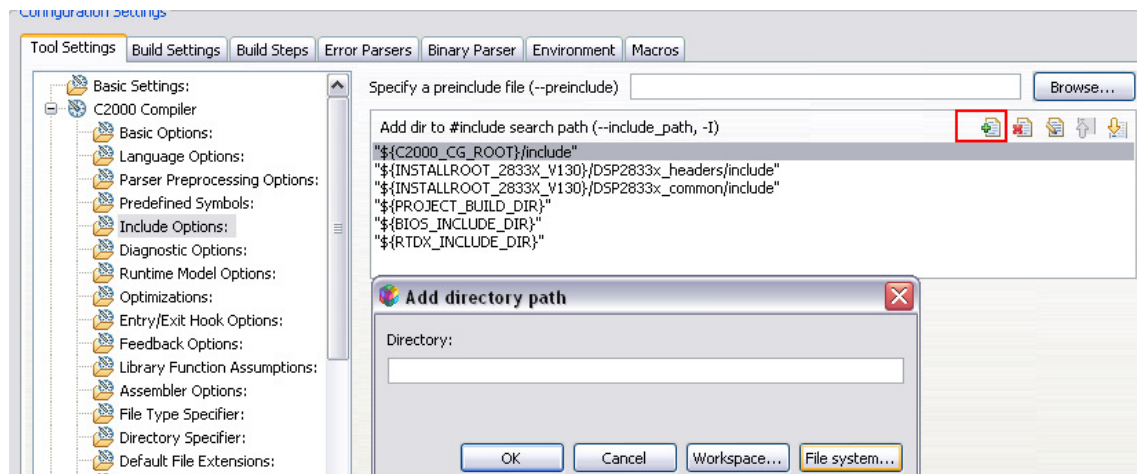 Configuration Settings
Tool Settings Build Settings Build Steps Error Parsers Binary Parser Environment Macros
Basic Settings:
C2000 Compiler
Basic Options:
Language Options:
Parser Preprocessing Options:
Predefined Symbols:
Include Options:
Diagnostic Options:
Runtime Model Options:
Optimizations:
Entry/Exit Hook Options:
Feedback Options:
Library Function Assumptions:
Assembler Options:
File Type Specifier:
Directory Specifier:
Default File Extensions:
Specify a preinclude file (--preinclude) Browse...
Add dir to #include search path (--include_path, -I)
"${C2000_CG_ROOT}/include"
"${INSTALLROOT_2833X_V130}/DSP2833x_headers/include"
"${INSTALLROOT_2833X_V130}/DSP2833x_common/include"
"${PROJECT_BUILD_DIR}"
"${BIOS_INCLUDE_DIR}"
"${RTDX_INCLUDE_DIR}"
Add directory path
Directory:
OK Cancel Workspace... File system...